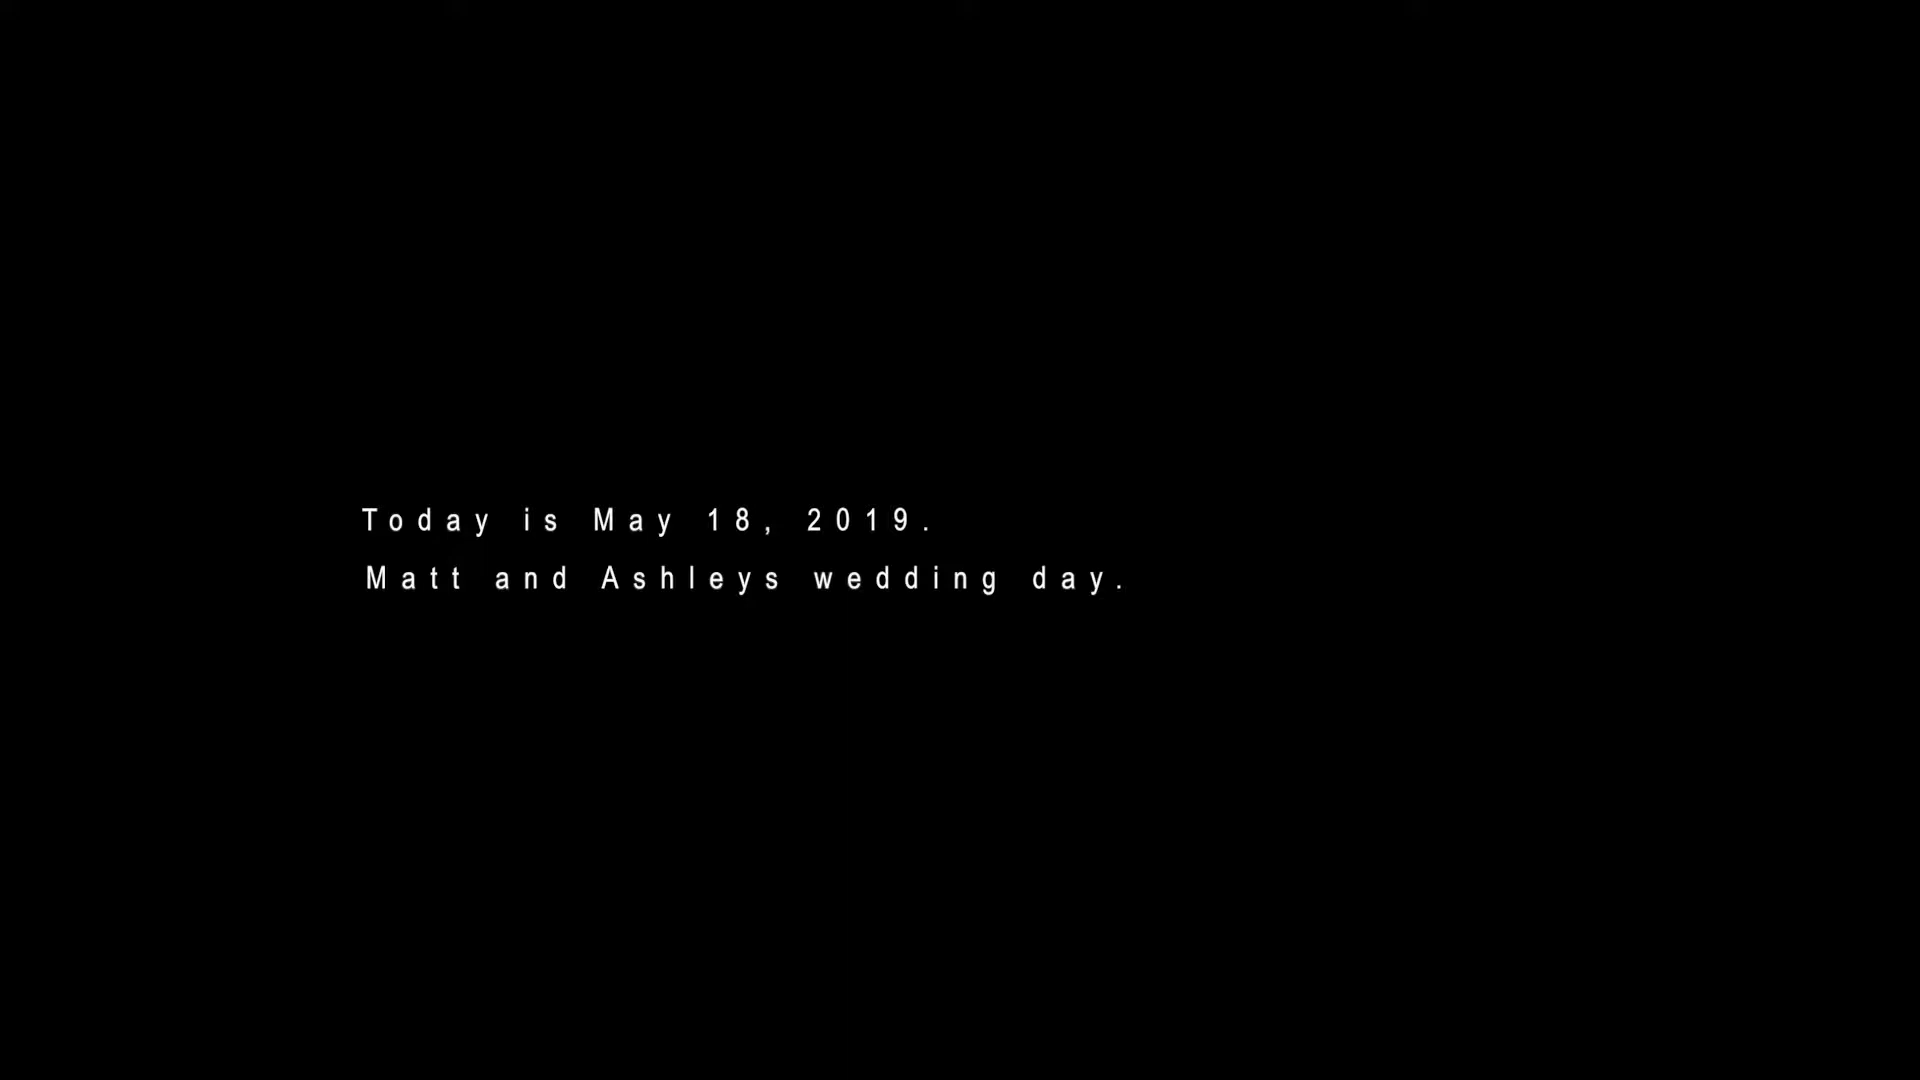 Today is May 18, 2019.
Matt and Ashleys wedding day.